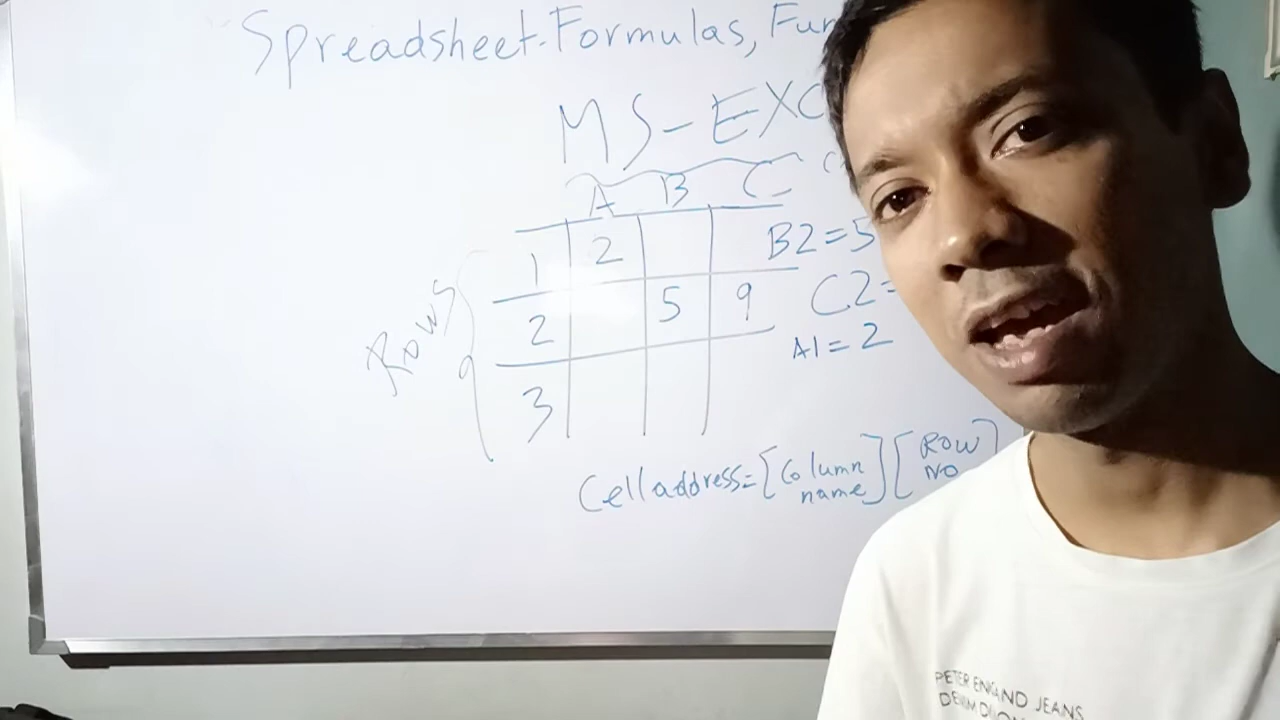 Spreadsheet-Formulas, Fun
MS-EXC
A B C
Rows
1 2
2 5 9
3
B2=5
C2=
A1=2
Cell address=[Column name][Row No
PETER ENGLAND JEANS